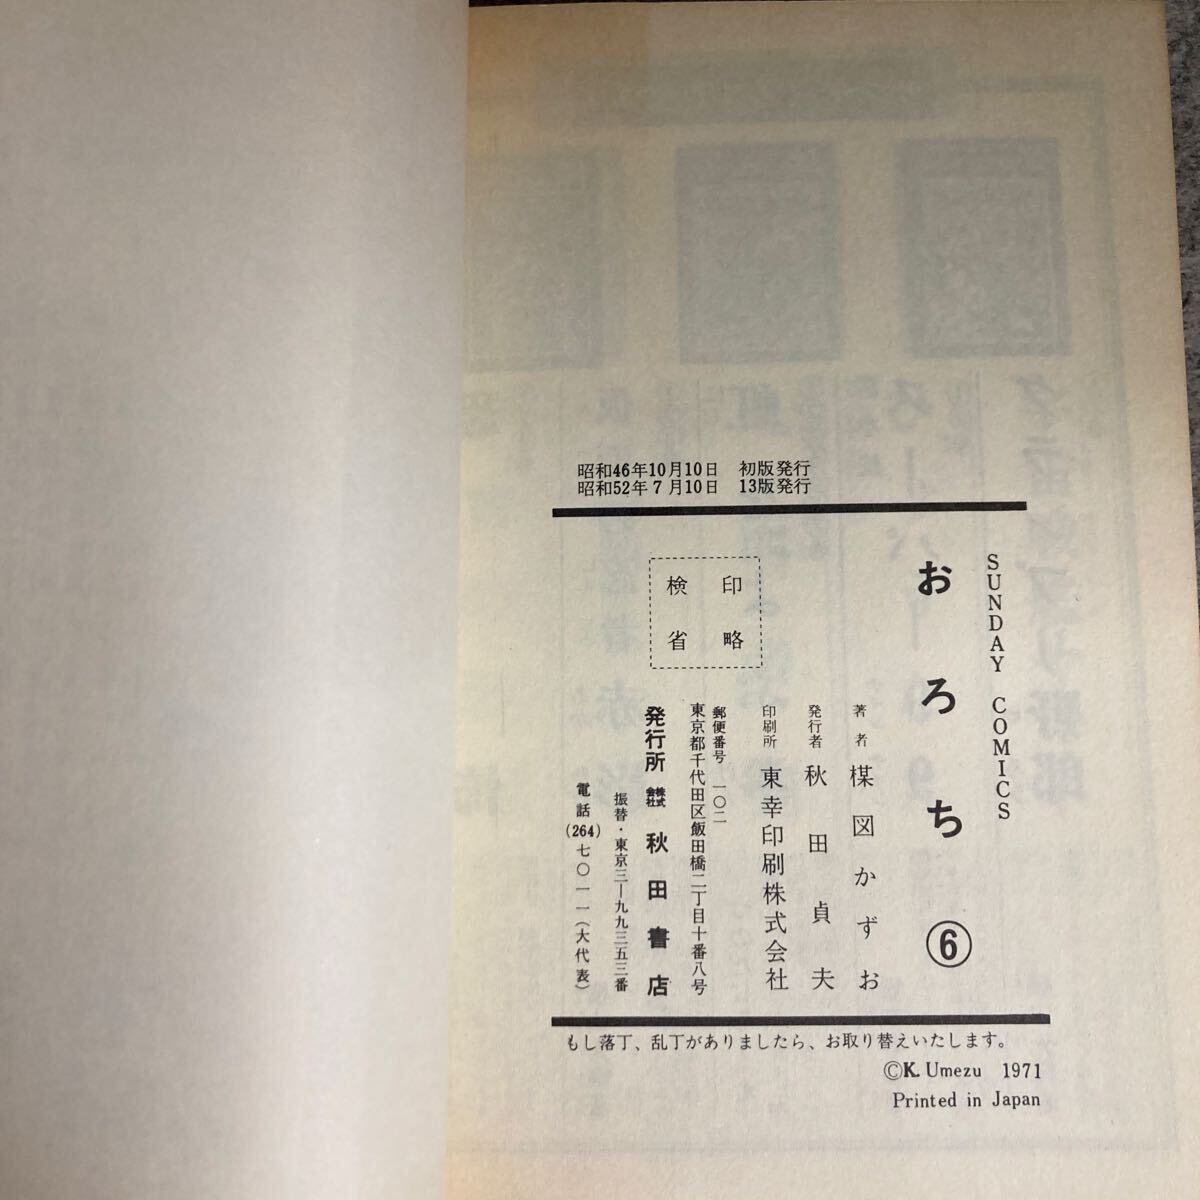 昭和46年10月10日　初版発行
昭和52年7月10日　13版発行
SUNDAY COMICS
おろち⑥
著者　楳図かずお
発行者　秋田貞夫
印刷所　東幸印刷株式会社
検印
省略
郵便番号　一〇二
東京都千代田区飯田橋二丁目十番八号
発行所　株式会社　秋田書店
振替・東京三―九九三五三番
電話(264)七〇一一(大代表)
もし落丁、乱丁がありましたら、お取り替えいたします。
©K. Umezu 1971
Printed in Japan